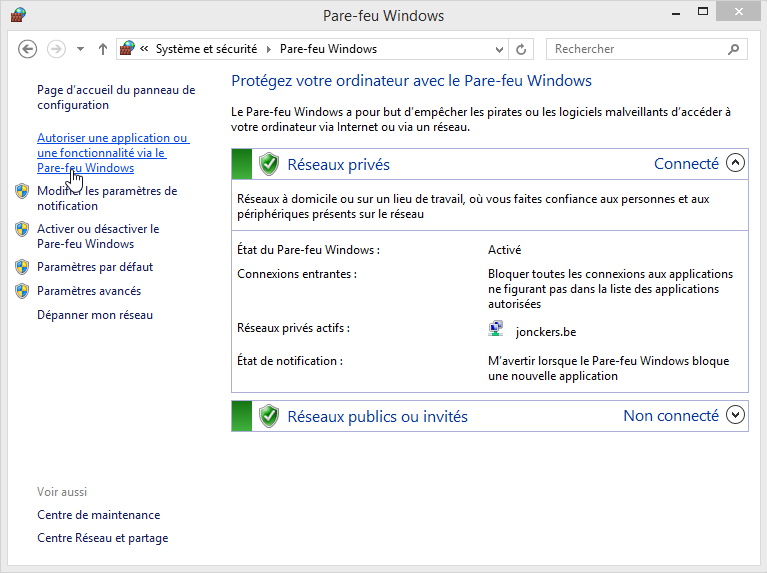 Pare-feu Windows
« Système et sécurité Pare-feu Windows
Rechercher
Page d'accueil du panneau de
configuration
Autoriser une application ou
une fonctionnalité via le
Pare-feu Windows
Modifier les paramètres de
notification
Activer ou désactiver le
Pare-feu Windows
Paramètres par défaut
Paramètres avancés
Dépanner mon réseau
Voir aussi
Centre de maintenance
Centre Réseau et partage
Protégez votre ordinateur avec le Pare-feu Windows
Le Pare-feu Windows a pour but d'empêcher les pirates ou les logiciels malveillants d'accéder à
votre ordinateur via Internet ou via un réseau.
Réseaux privés Connecté
Réseaux à domicile ou sur un lieu de travail, où vous faites confiance aux personnes et aux
périphériques présents sur le réseau
État du Pare-feu Windows : Activé
Connexions entrantes : Bloquer toutes les connexions aux applications
ne figurant pas dans la liste des applications
autorisées
Réseaux privés actifs : jonckers.be
État de notification : M'avertir lorsque le Pare-feu Windows bloque
une nouvelle application
Réseaux publics ou invités Non connecté